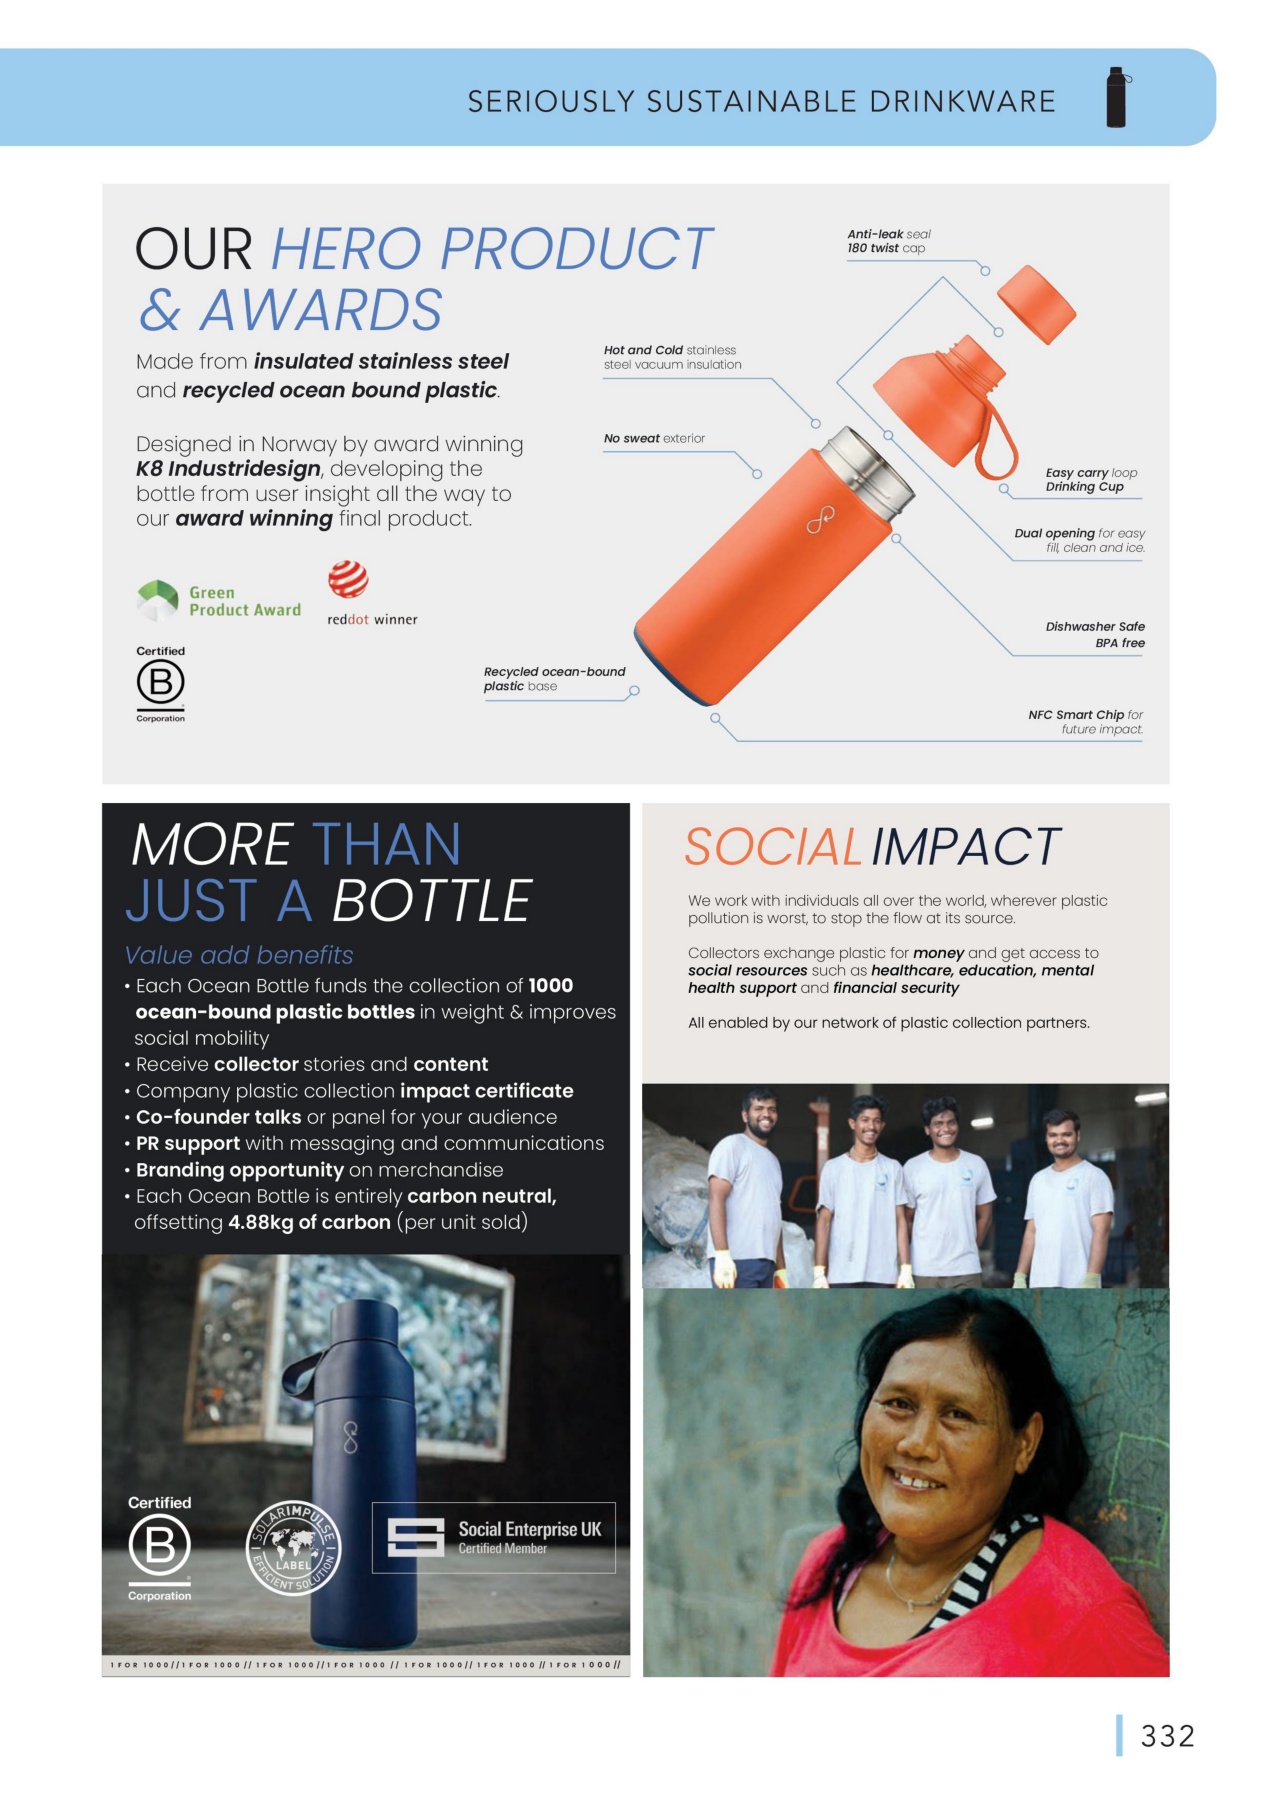 SERIOUSLY SUSTAINABLE DRINKWARE
OUR HERO PRODUCT
& AWARDS
Made from insulated stainless steel
and recycled ocean bound plastic.
Designed in Norway by award winning
K8 Industridesign, developing the
bottle from user insight all the way to
our award winning final product.
Green
Product Award
reddot winner
Certified
B
Corporation
Anti-leak seal
180 twist cap
Hot and Cold stainless
steel vacuum insulation
No sweat exterior
Easy carry loop
Drinking Cup
Dual opening for easy
fill, clean and ice.
Dishwasher Safe
BPA free
Recycled ocean-bound
plastic base
NFC Smart Chip for
future impact.
MORE THAN
JUST A BOTTLE
Value add benefits
• Each Ocean Bottle funds the collection of 1000
ocean-bound plastic bottles in weight & improves
social mobility
• Receive collector stories and content
• Company plastic collection impact certificate
• Co-founder talks or panel for your audience
• PR support with messaging and communications
• Branding opportunity on merchandise
• Each Ocean Bottle is entirely carbon neutral,
offsetting 4.88kg of carbon (per unit sold)
Certified
B
Corporation
SOLARIMPULSE
LABEL
EFFICIENT SOLUTION
Social Enterprise UK
Certified Member
1 FOR 1000 // 1 FOR 1000 // 1 FOR 1000 // 1 FOR 1000 // 1 FOR 1000 // 1 FOR 1000 // 1 FOR 1000 //
SOCIAL IMPACT
We work with individuals all over the world, wherever plastic
pollution is worst, to stop the flow at its source.
Collectors exchange plastic for money and get access to
social resources such as healthcare, education, mental
health support and financial security
All enabled by our network of plastic collection partners.
332